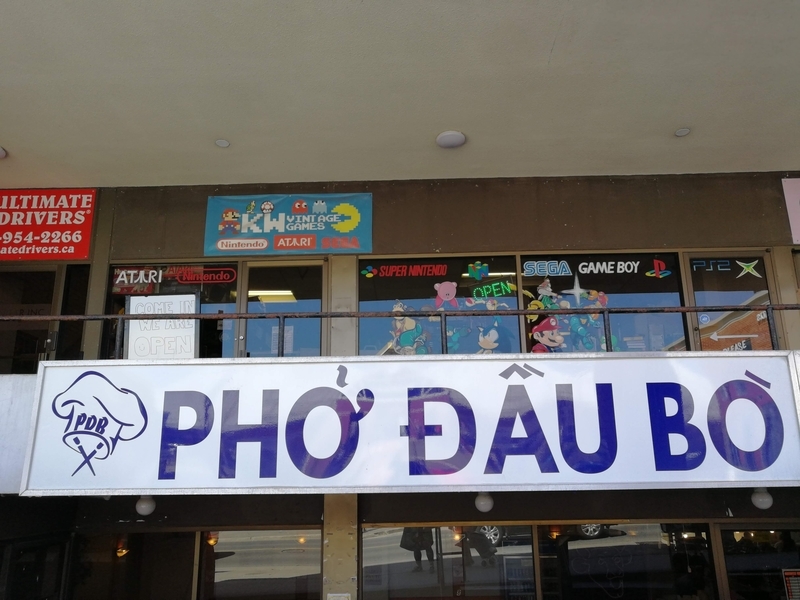 ULTIMATE
DRIVERS
-954-2266
atedrivers.ca
KW VINTAGE
GAMES
Nintendo ATARI SEGA
ATARI Nintendo
COME IN
WE ARE
OPEN
SUPER NINTENDO
OPEN
SEGA GAME BOY
PS2
PLEASE
PDB
PHỞ ĐẦU BÒ